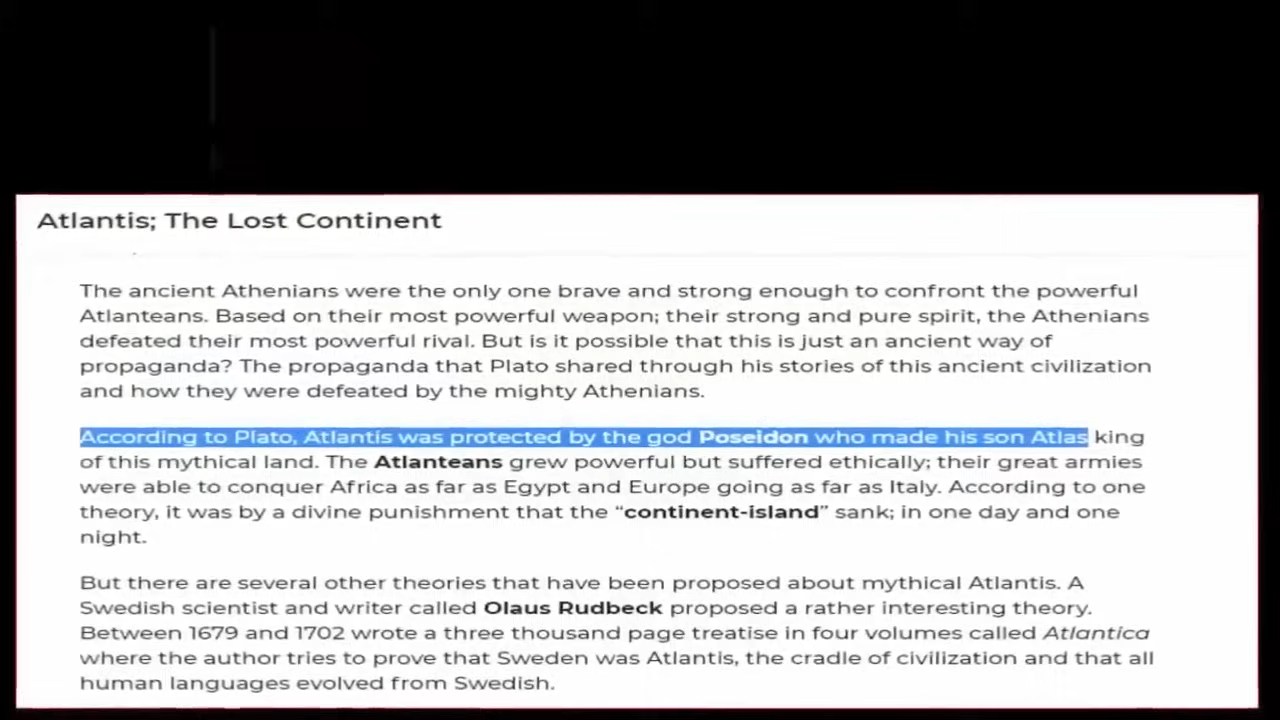 Atlantis; The Lost Continent
The ancient Athenians were the only one brave and strong enough to confront the powerful
Atlanteans. Based on their most powerful weapon; their strong and pure spirit, the Athenians
defeated their most powerful rival. But is it possible that this is just an ancient way of
propaganda? The propaganda that Plato shared through his stories of this ancient civilization
and how they were defeated by the mighty Athenians.
According to Plato, Atlantis was protected by the god Poseidon who made his son Atlas king
of this mythical land. The Atlanteans grew powerful but suffered ethically; their great armies
were able to conquer Africa as far as Egypt and Europe going as far as Italy. According to one
theory, it was by a divine punishment that the “continent-island” sank; in one day and one
night.
But there are several other theories that have been proposed about mythical Atlantis. A
Swedish scientist and writer called Olaus Rudbeck proposed a rather interesting theory.
Between 1679 and 1702 wrote a three thousand page treatise in four volumes called Atlantica
where the author tries to prove that Sweden was Atlantis, the cradle of civilization and that all
human languages evolved from Swedish.